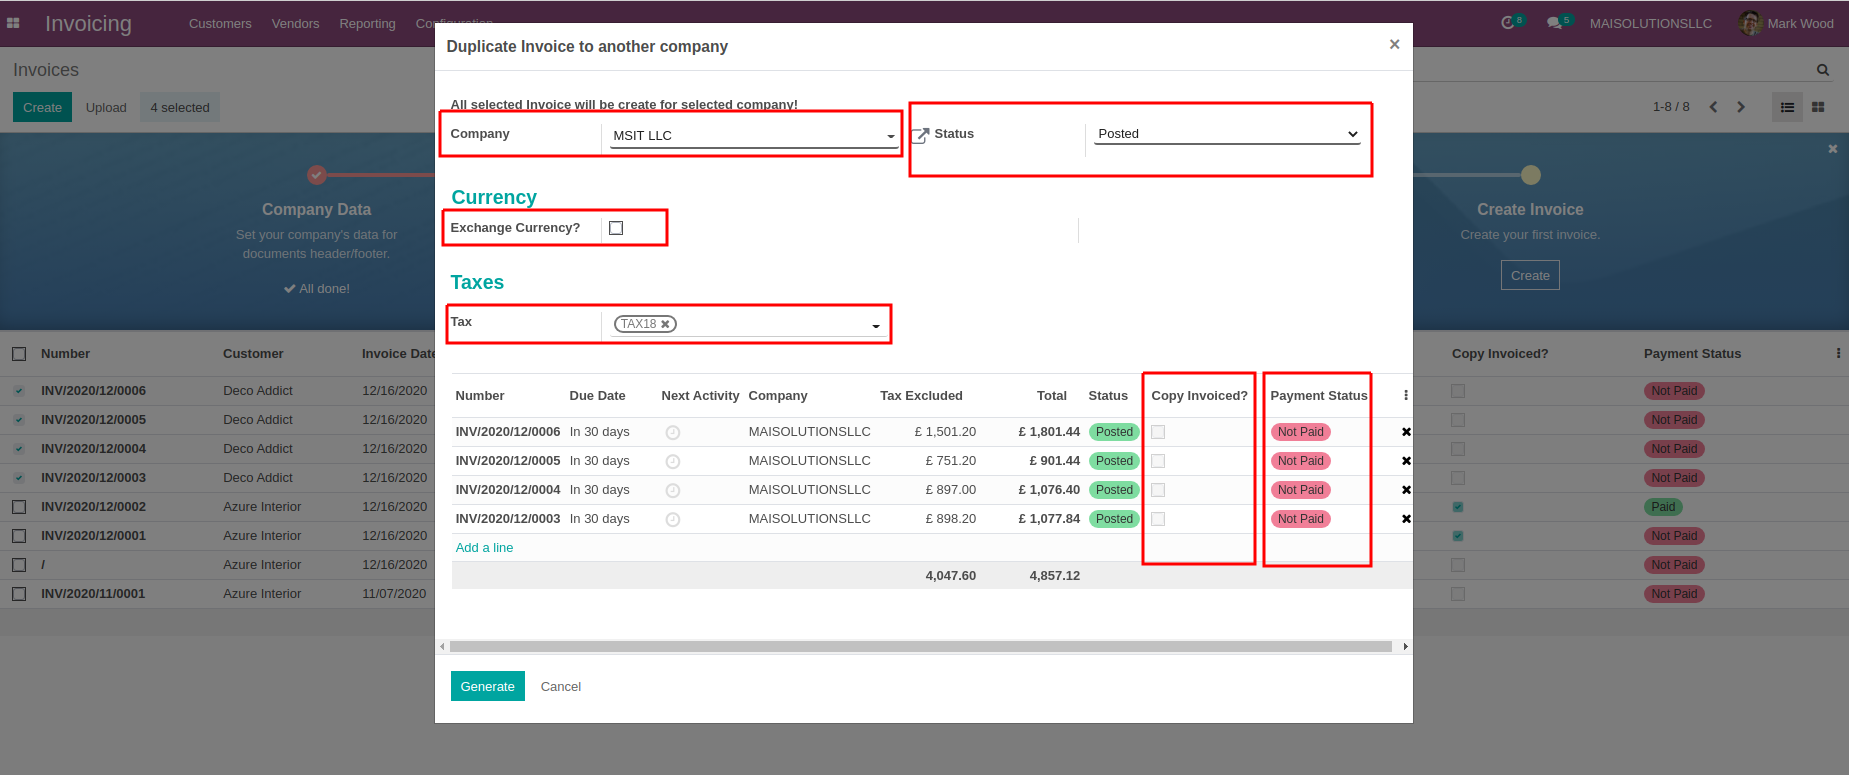 Invoicing Customers Vendors Reporting Configuration 8 5 MAISOLUTIONSLLC Mark Wood
Invoices
Create Upload 4 selected
1-8 / 8
Duplicate Invoice to another company ×
All selected Invoice will be create for selected company!
Company MSIT LLC Status Posted
Currency
Exchange Currency?
Taxes
Tax TAX18
Company Data
Set your company's data for
documents header/footer.
All done!
Create Invoice
Create your first invoice.
Create
Number Due Date Next Activity Company Tax Excluded Total Status Copy Invoiced? Payment Status
INV/2020/12/0006 In 30 days MAISOLUTIONSLLC £ 1,501.20 £ 1,801.44 Posted Not Paid
INV/2020/12/0005 In 30 days MAISOLUTIONSLLC £ 751.20 £ 901.44 Posted Not Paid
INV/2020/12/0004 In 30 days MAISOLUTIONSLLC £ 897.00 £ 1,076.40 Posted Not Paid
INV/2020/12/0003 In 30 days MAISOLUTIONSLLC £ 898.20 £ 1,077.84 Posted Not Paid
Add a line
4,047.60 4,857.12
Generate Cancel
Number Customer Invoice Date Copy Invoiced? Payment Status
INV/2020/12/0006 Deco Addict 12/16/2020 Not Paid
INV/2020/12/0005 Deco Addict 12/16/2020 Not Paid
INV/2020/12/0004 Deco Addict 12/16/2020 Not Paid
INV/2020/12/0003 Deco Addict 12/16/2020 Not Paid
INV/2020/12/0002 Azure Interior 12/16/2020 Paid
INV/2020/12/0001 Azure Interior 12/16/2020 Not Paid
/ Azure Interior 12/16/2020 Not Paid
INV/2020/11/0001 Azure Interior 11/07/2020 Not Paid